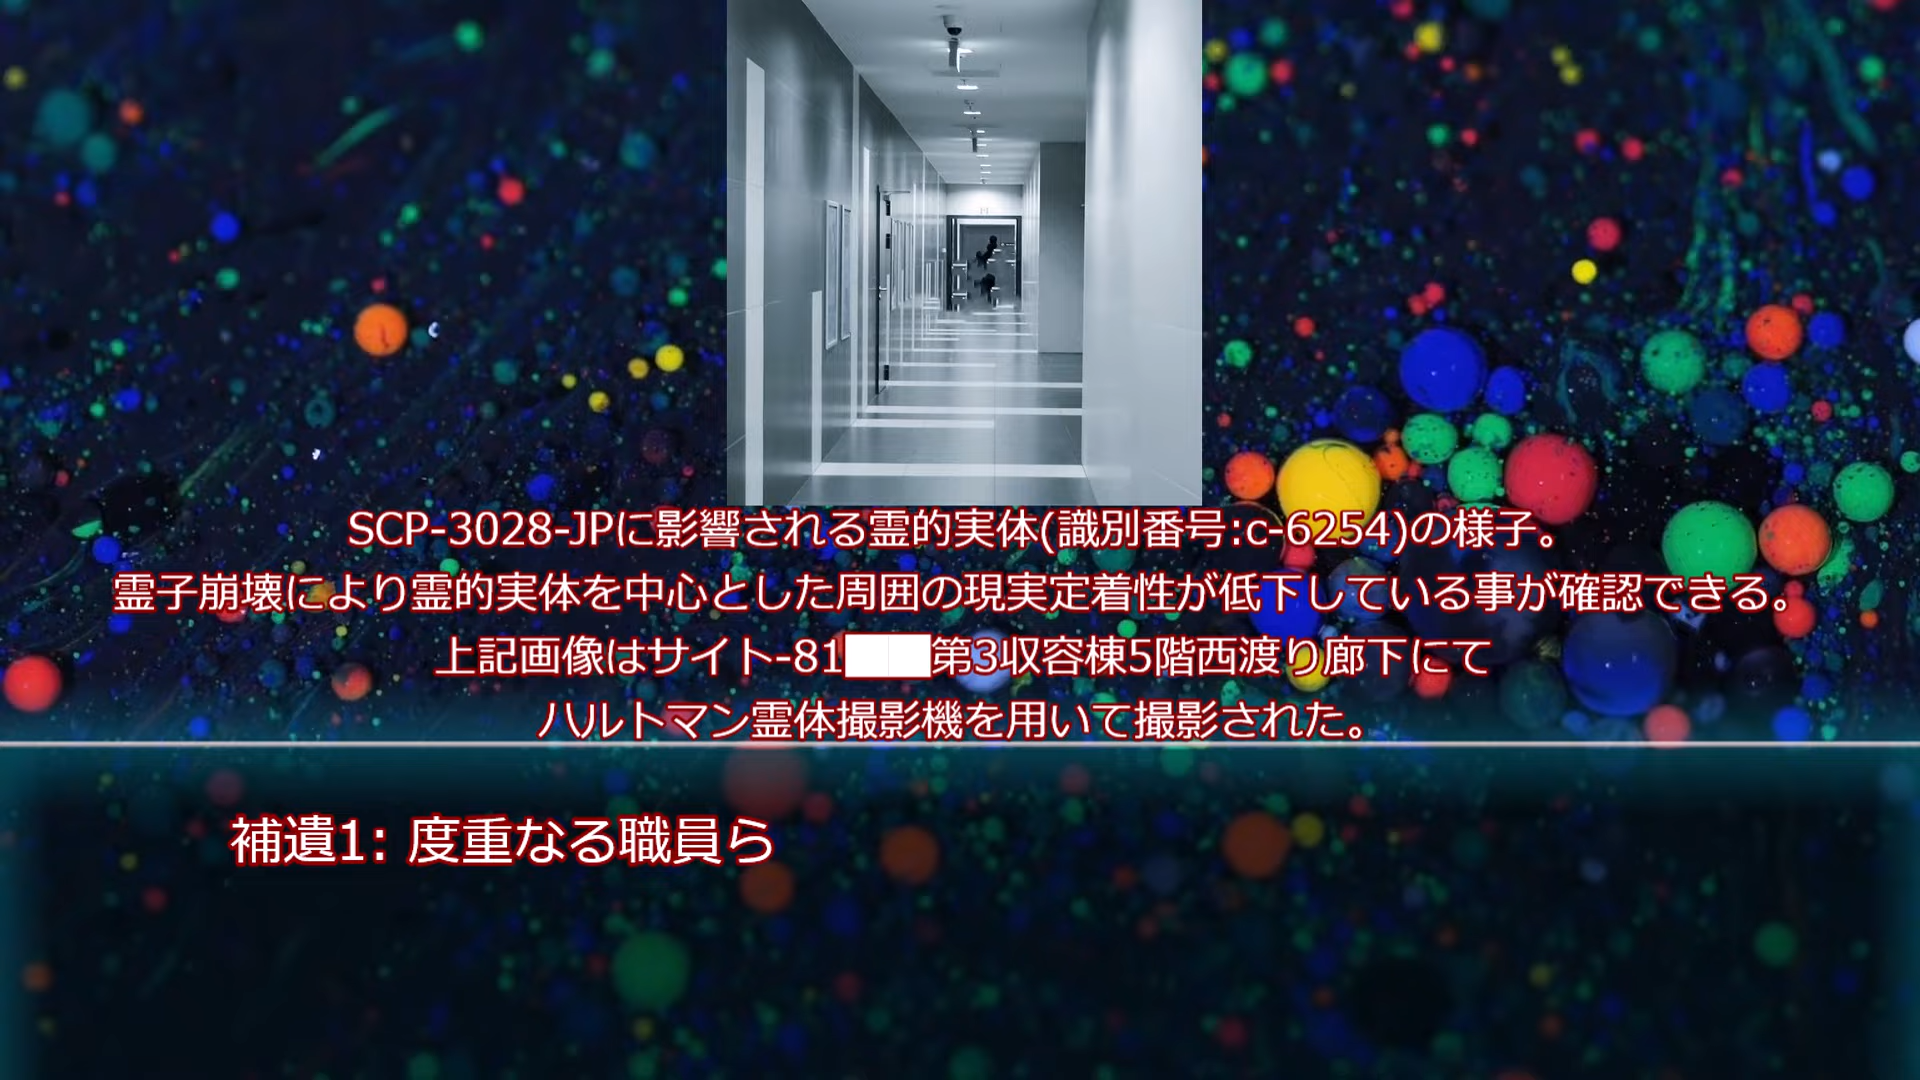 SCP-3028-JPに影響される霊的実体(識別番号:c-6254)の様子。
霊子崩壊により霊的実体を中心とした周囲の現実定着性が低下している事が確認できる。
上記画像はサイト-81██第3収容棟5階西渡り廊下にて
ハルトマン霊体撮影機を用いて撮影された。
補遺1: 度重なる職員ら